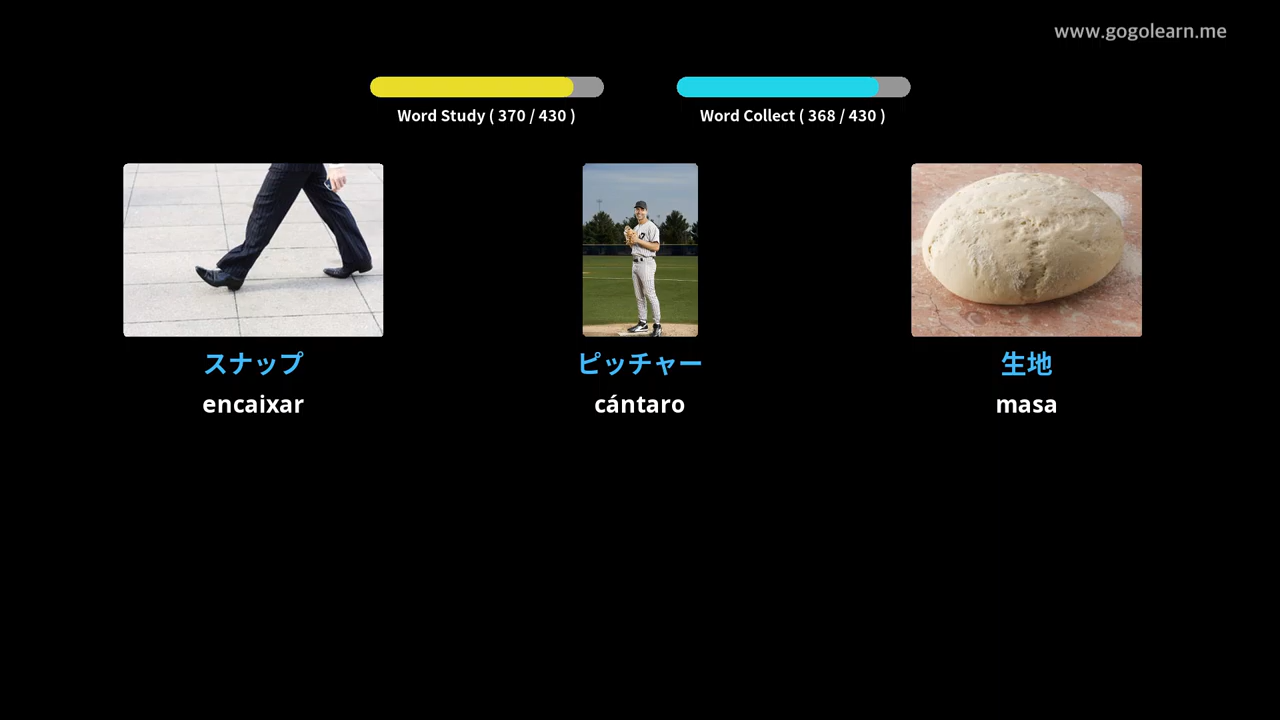 www.gogolearn.me
Word Study ( 370 / 430 )
Word Collect ( 368 / 430 )
スナップ
encaixar
ピッチャー
cántaro
生地
masa